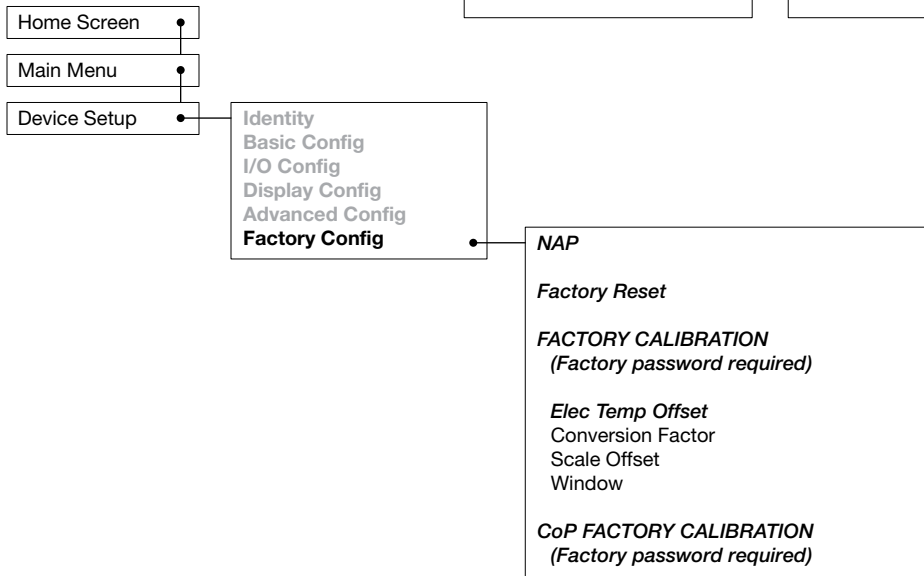 Home Screen
Main Menu
Device Setup
Identity
Basic Config
I/O Config
Display Config
Advanced Config
Factory Config
NAP
Factory Reset
FACTORY CALIBRATION
(Factory password required)
Elec Temp Offset
Conversion Factor
Scale Offset
Window
CoP FACTORY CALIBRATION
(Factory password required)